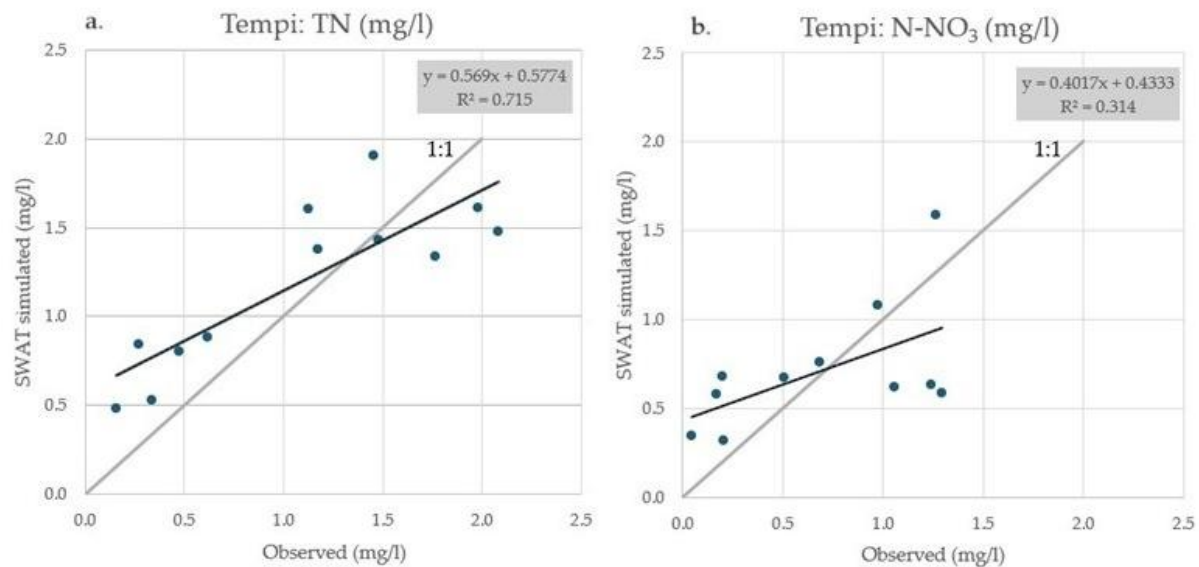 a.
Tempi: TN (mg/l)
2.5
y = 0.569x + 0.5774
R² = 0.715
2.0
1:1
1.5
1.0
0.5
0.0
SWAT simulated (mg/l)
0.0 0.5 1.0 1.5 2.0 2.5
Observed (mg/l)
b.
Tempi: N-NO₃ (mg/l)
2.5
y = 0.4017x + 0.4333
R² = 0.314
2.0
1:1
1.5
1.0
0.5
0.0
SWAT simulated (mg/l)
0.0 0.5 1.0 1.5 2.0 2.5
Observed (mg/l)